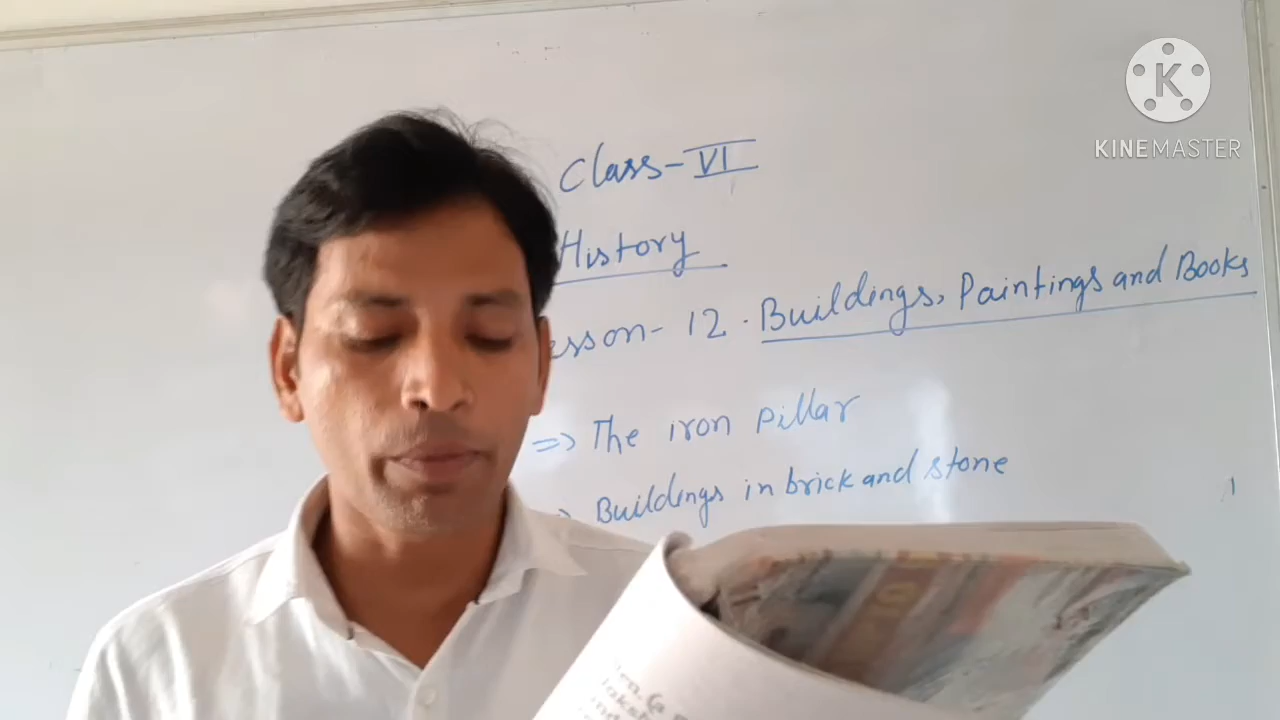 KINEMASTER
Class-VI
History
esson- 12. Buildings, Paintings and Books
=> The iron pillar
=> Buildings in brick and stone